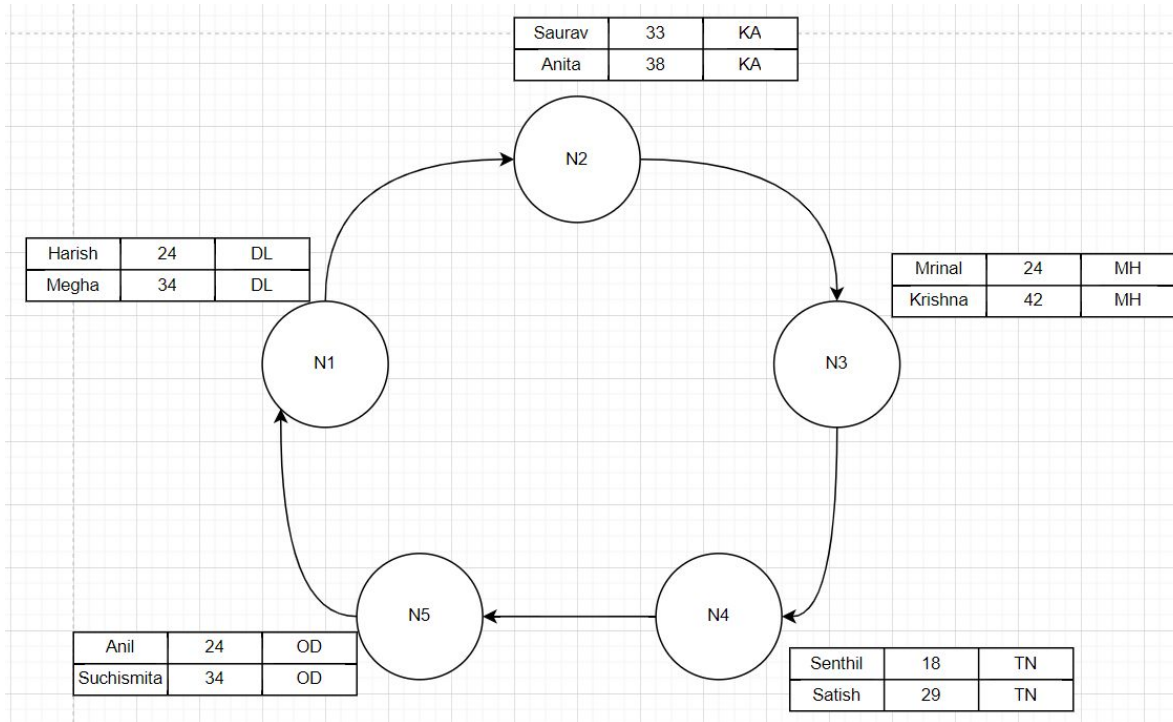 Saurav 33 KA
Anita 38 KA
N2
Harish 24 DL
Megha 34 DL
Mrinal 24 MH
Krishna 42 MH
N1
N3
N5
N4
Anil 24 OD
Suchismita 34 OD
Senthil 18 TN
Satish 29 TN